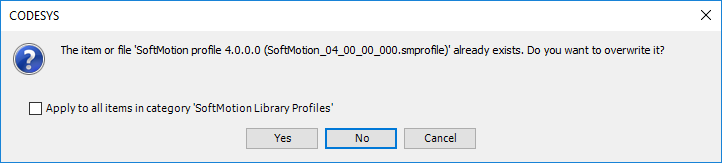 CODESYS
The item or file 'SoftMotion profile 4.0.0.0 (SoftMotion_04_00_00_000.smprofile)' already exists. Do you want to overwrite it?
Apply to all items in category 'SoftMotion Library Profiles'
Yes No Cancel